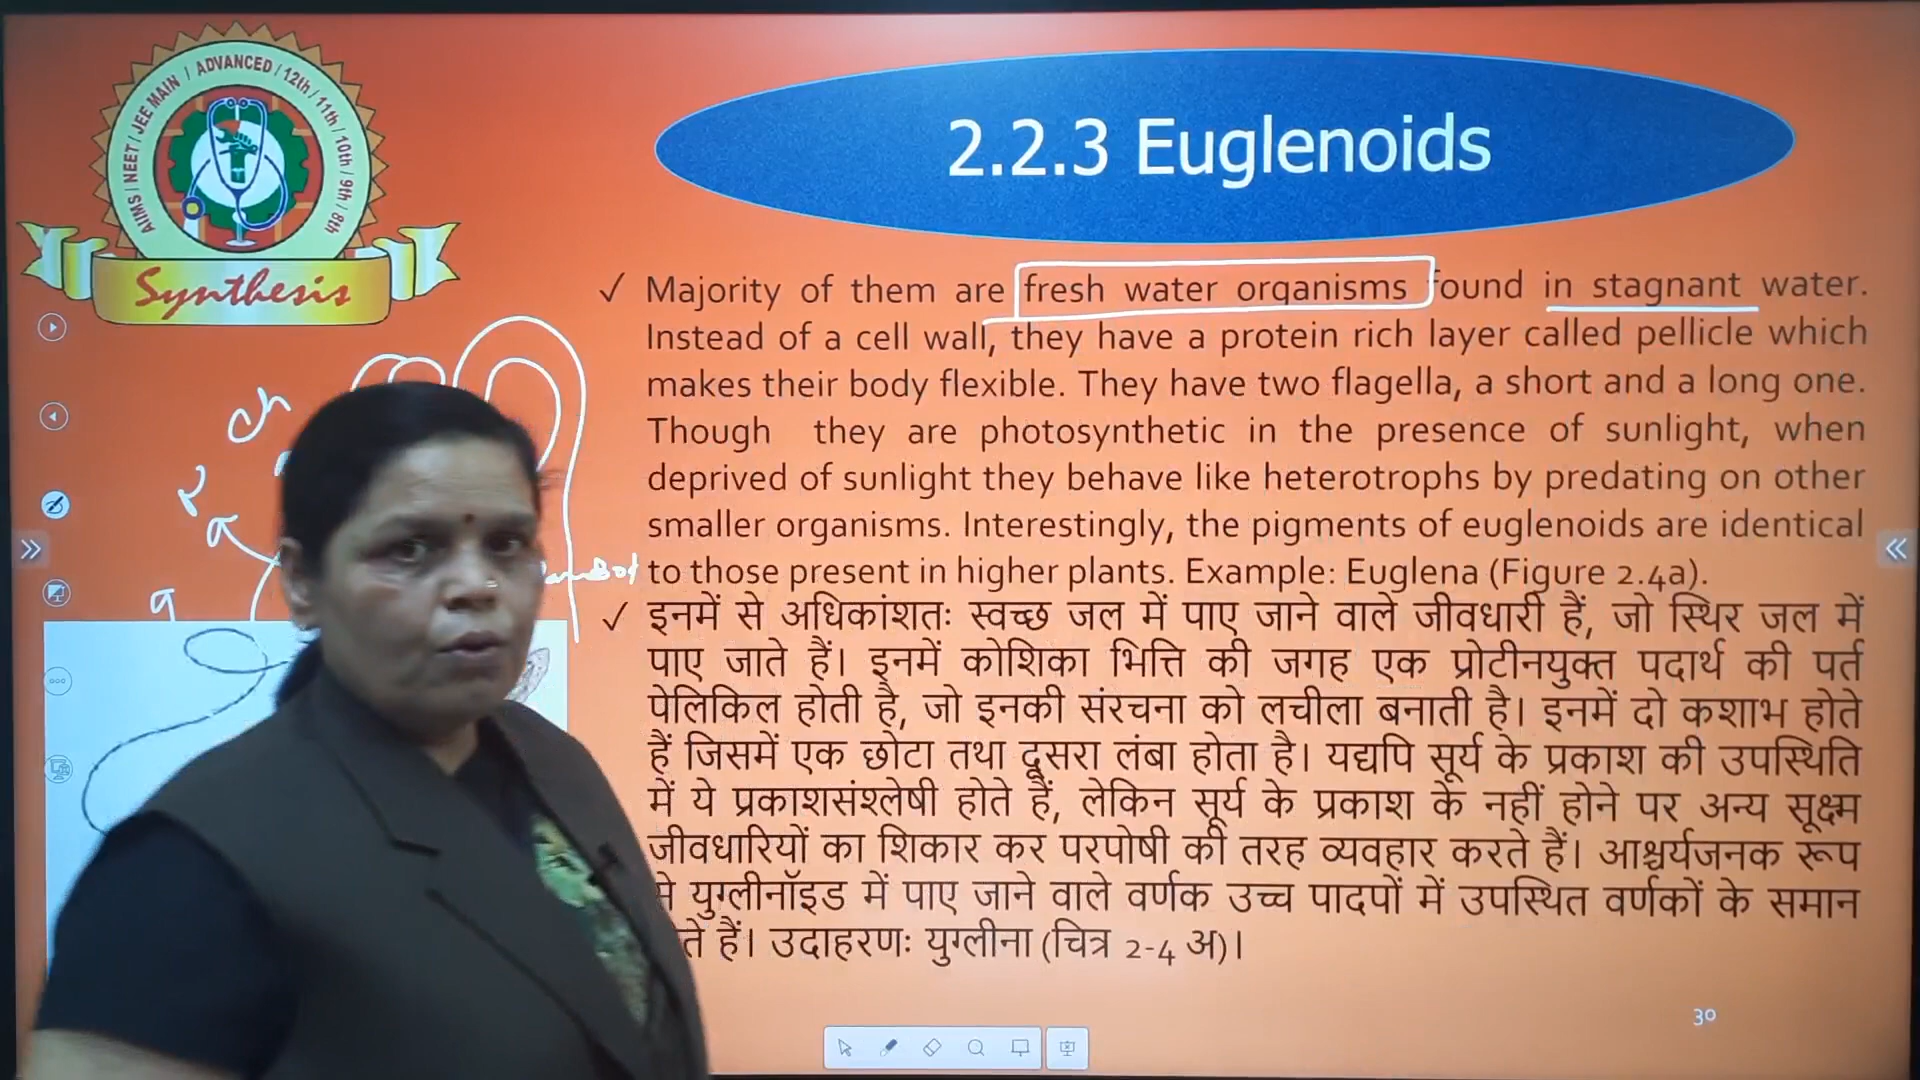 AIIMS / NEET / JEE MAIN / ADVANCED / 12th / 11th / 10th / 9th / 8th
Synthesis
2.2.3 Euglenoids
✓ Majority of them are fresh water organisms found in stagnant water.
Instead of a cell wall, they have a protein rich layer called pellicle which
makes their body flexible. They have two flagella, a short and a long one.
Though they are photosynthetic in the presence of sunlight, when
deprived of sunlight they behave like heterotrophs by predating on other
smaller organisms. Interestingly, the pigments of euglenoids are identical
to those present in higher plants. Example: Euglena (Figure 2.4a).
✓ इनमें से अधिकांशतः स्वच्छ जल में पाए जाने वाले जीवधारी हैं, जो स्थिर जल में
पाए जाते हैं। इनमें कोशिका भित्ति की जगह एक प्रोटीनयुक्त पदार्थ की पर्त
पेलिकिल होती है, जो इनकी संरचना को लचीला बनाती है। इनमें दो कशाभ होते
हैं जिसमें एक छोटा तथा दूसरा लंबा होता है। यद्यपि सूर्य के प्रकाश की उपस्थिति
में ये प्रकाशसंश्लेषी होते हैं, लेकिन सूर्य के प्रकाश के नहीं होने पर अन्य सूक्ष्म
जीवधारियों का शिकार कर परपोषी की तरह व्यवहार करते हैं। आश्चर्यजनक रूप
युग्लीनॉइड में पाए जाने वाले वर्णक उच्च पादपों में उपस्थित वर्णकों के समान
हैं। उदाहरणः युग्लीना (चित्र 2-4 अ)।
30
ch